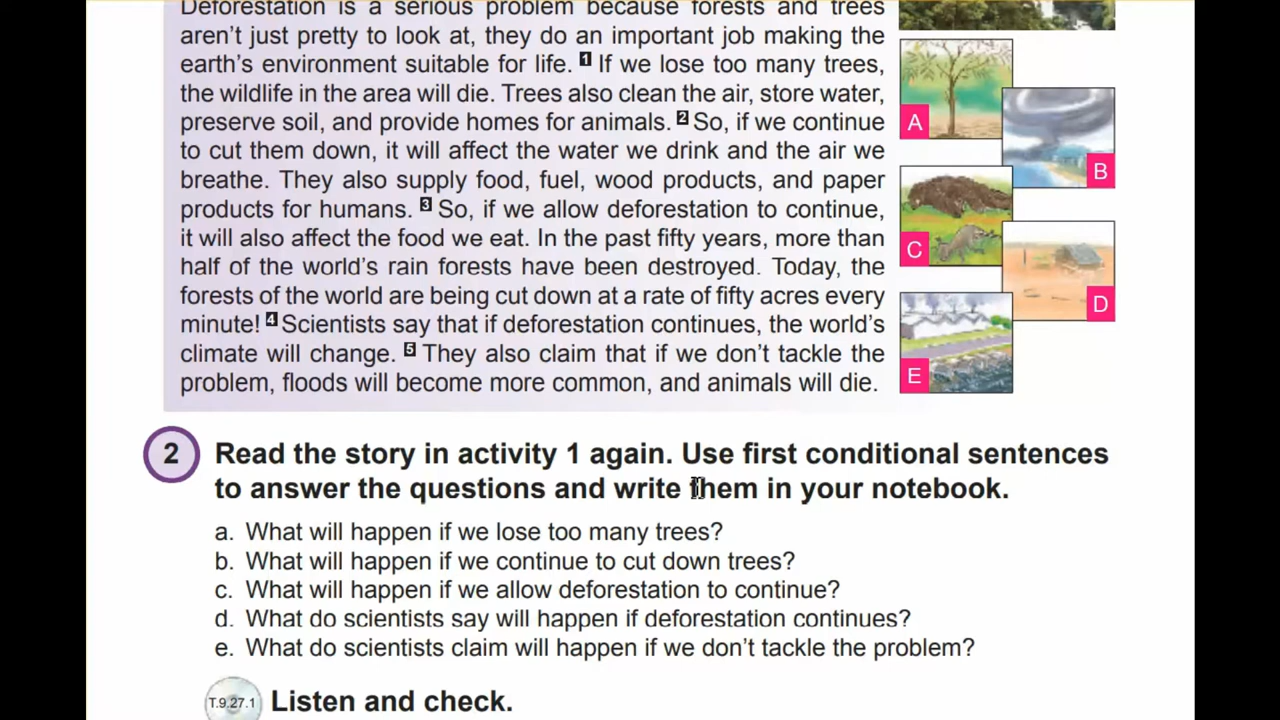 Deforestation is a serious problem because forests and trees
aren't just pretty to look at, they do an important job making the
earth's environment suitable for life. 1 If we lose too many trees,
the wildlife in the area will die. Trees also clean the air, store water,
preserve soil, and provide homes for animals. 2 So, if we continue
to cut them down, it will affect the water we drink and the air we
breathe. They also supply food, fuel, wood products, and paper
products for humans. 3 So, if we allow deforestation to continue,
it will also affect the food we eat. In the past fifty years, more than
half of the world's rain forests have been destroyed. Today, the
forests of the world are being cut down at a rate of fifty acres every
minute! 4 Scientists say that if deforestation continues, the world's
climate will change. 5 They also claim that if we don't tackle the
problem, floods will become more common, and animals will die.
A
B
C
D
E
2 Read the story in activity 1 again. Use first conditional sentences
to answer the questions and write them in your notebook.
a. What will happen if we lose too many trees?
b. What will happen if we continue to cut down trees?
c. What will happen if we allow deforestation to continue?
d. What do scientists say will happen if deforestation continues?
e. What do scientists claim will happen if we don't tackle the problem?
T.9.27.1 Listen and check.